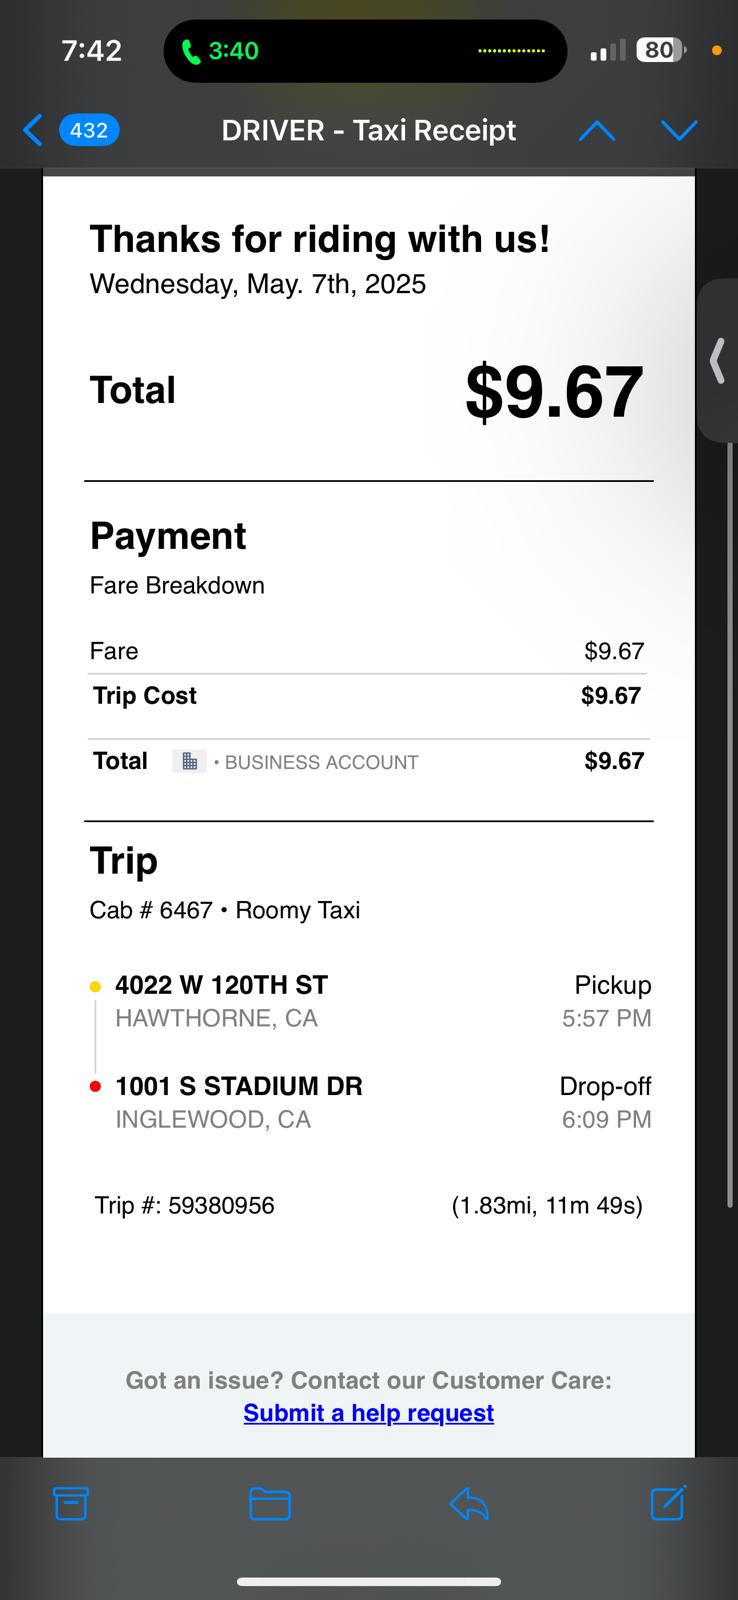 7:42 3:40 80
432 DRIVER - Taxi Receipt
Thanks for riding with us!
Wednesday, May. 7th, 2025
Total $9.67
Payment
Fare Breakdown
Fare $9.67
Trip Cost $9.67
Total • BUSINESS ACCOUNT $9.67
Trip
Cab # 6467 • Roomy Taxi
4022 W 120TH ST Pickup
HAWTHORNE, CA 5:57 PM
1001 S STADIUM DR Drop-off
INGLEWOOD, CA 6:09 PM
Trip #: 59380956 (1.83mi, 11m 49s)
Got an issue? Contact our Customer Care:
Submit a help request